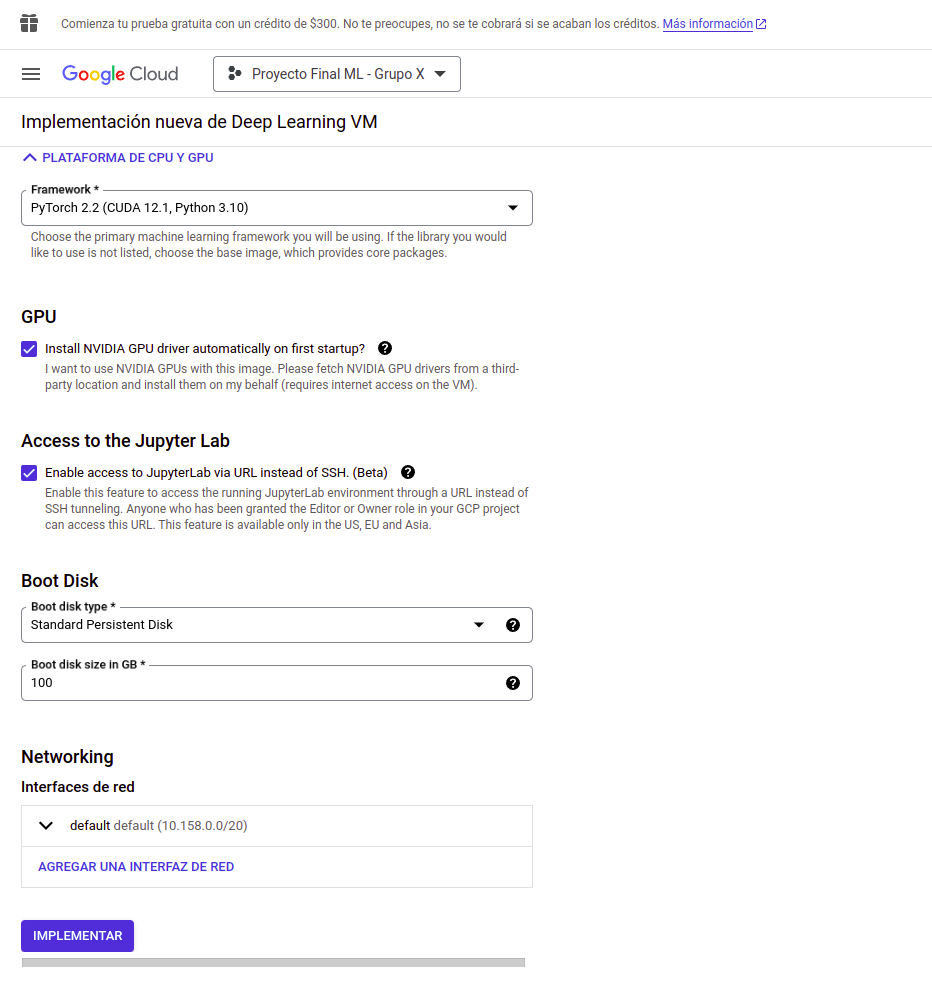 Comienza tu prueba gratuita con un crédito de $300. No te preocupes, no se te cobrará si se acaban los créditos. Más información
Google Cloud
Proyecto Final ML - Grupo X
Implementación nueva de Deep Learning VM
PLATAFORMA DE CPU Y GPU
Framework *
PyTorch 2.2 (CUDA 12.1, Python 3.10)
Choose the primary machine learning framework you will be using. If the library you would
like to use is not listed, choose the base image, which provides core packages.
GPU
Install NVIDIA GPU driver automatically on first startup?
I want to use NVIDIA GPUs with this image. Please fetch NVIDIA GPU drivers from a third-
party location and install them on my behalf (requires internet access on the VM).
Access to the Jupyter Lab
Enable access to JupyterLab via URL instead of SSH. (Beta)
Enable this feature to access the running JupyterLab environment through a URL instead of
SSH tunneling. Anyone who has been granted the Editor or Owner role in your GCP project
can access this URL. This feature is available only in the US, EU and Asia.
Boot Disk
Boot disk type *
Standard Persistent Disk
Boot disk size in GB *
100
Networking
Interfaces de red
default default (10.158.0.0/20)
AGREGAR UNA INTERFAZ DE RED
IMPLEMENTAR